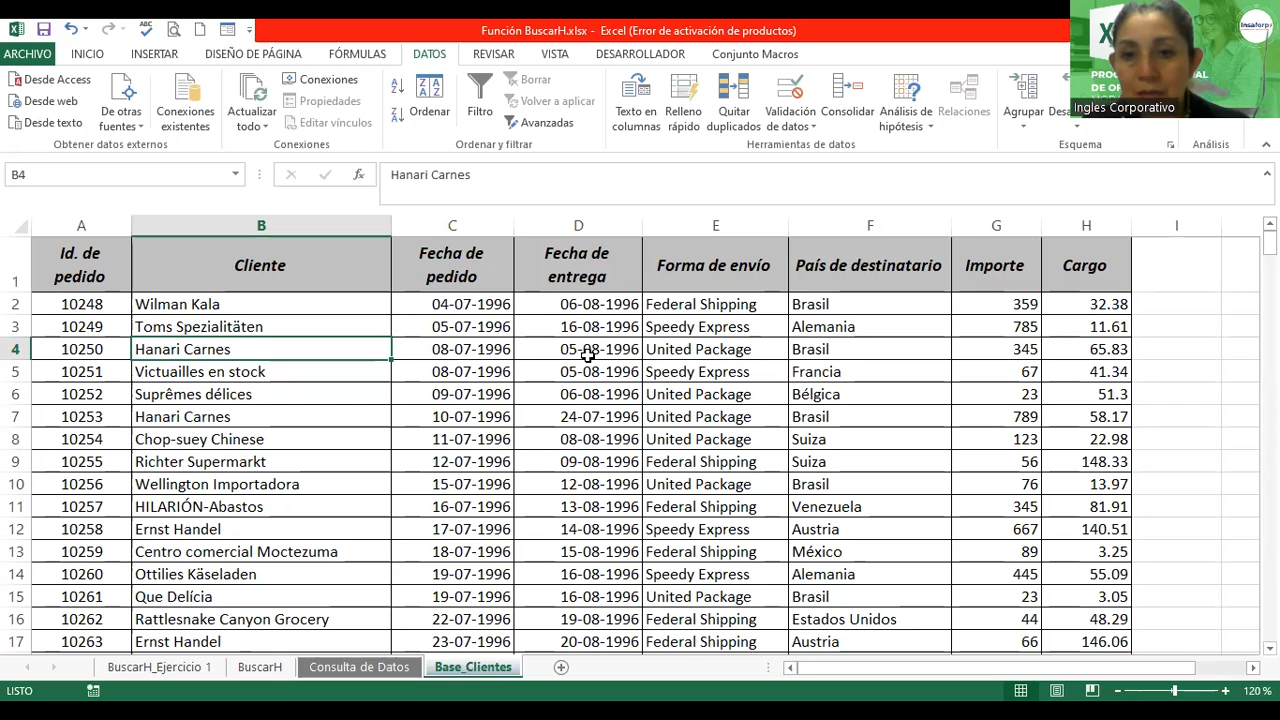 Función BuscarH.xlsx - Excel (Error de activación de productos)
ARCHIVO INICIO INSERTAR DISEÑO DE PÁGINA FÓRMULAS DATOS REVISAR VISTA DESARROLLADOR Conjunto Macros
Desde Access
Desde web
Desde texto
De otras fuentes
Conexiones existentes
Actualizar todo
Conexiones
Propiedades
Editar vínculos
Ordenar
Filtro
Borrar
Volver a aplicar
Avanzadas
Texto en columnas
Relleno rápido
Quitar duplicados
Validación de datos
Consolidar
Análisis de hipótesis
Relaciones
Agrupar
Obtener datos externos Conexiones Ordenar y filtrar Herramientas de datos Esquema Análisis
Insaforp
Ingles Corporativo
B4 fx Hanari Carnes
A B C D E F G H I
1 Id. de pedido Cliente Fecha de pedido Fecha de entrega Forma de envío País de destinatario Importe Cargo
2 10248 Wilman Kala 04-07-1996 06-08-1996 Federal Shipping Brasil 359 32.38
3 10249 Toms Spezialitäten 05-07-1996 16-08-1996 Speedy Express Alemania 785 11.61
4 10250 Hanari Carnes 08-07-1996 05-08-1996 United Package Brasil 345 65.83
5 10251 Victuailles en stock 08-07-1996 05-08-1996 Speedy Express Francia 67 41.34
6 10252 Suprêmes délices 09-07-1996 06-08-1996 United Package Bélgica 23 51.3
7 10253 Hanari Carnes 10-07-1996 24-07-1996 United Package Brasil 789 58.17
8 10254 Chop-suey Chinese 11-07-1996 08-08-1996 United Package Suiza 123 22.98
9 10255 Richter Supermarkt 12-07-1996 09-08-1996 Federal Shipping Suiza 56 148.33
10 10256 Wellington Importadora 15-07-1996 12-08-1996 United Package Brasil 76 13.97
11 10257 HILARIÓN-Abastos 16-07-1996 13-08-1996 Federal Shipping Venezuela 345 81.91
12 10258 Ernst Handel 17-07-1996 14-08-1996 Speedy Express Austria 667 140.51
13 10259 Centro comercial Moctezuma 18-07-1996 15-08-1996 Federal Shipping México 89 3.25
14 10260 Ottilies Käseladen 19-07-1996 16-08-1996 Speedy Express Alemania 445 55.09
15 10261 Que Delícia 19-07-1996 16-08-1996 United Package Brasil 23 3.05
16 10262 Rattlesnake Canyon Grocery 22-07-1996 19-08-1996 Federal Shipping Estados Unidos 44 48.29
17 10263 Ernst Handel 23-07-1996 20-08-1996 Federal Shipping Austria 66 146.06
BuscarH_Ejercicio 1 BuscarH Consulta de Datos Base_Clientes
LISTO 120 %